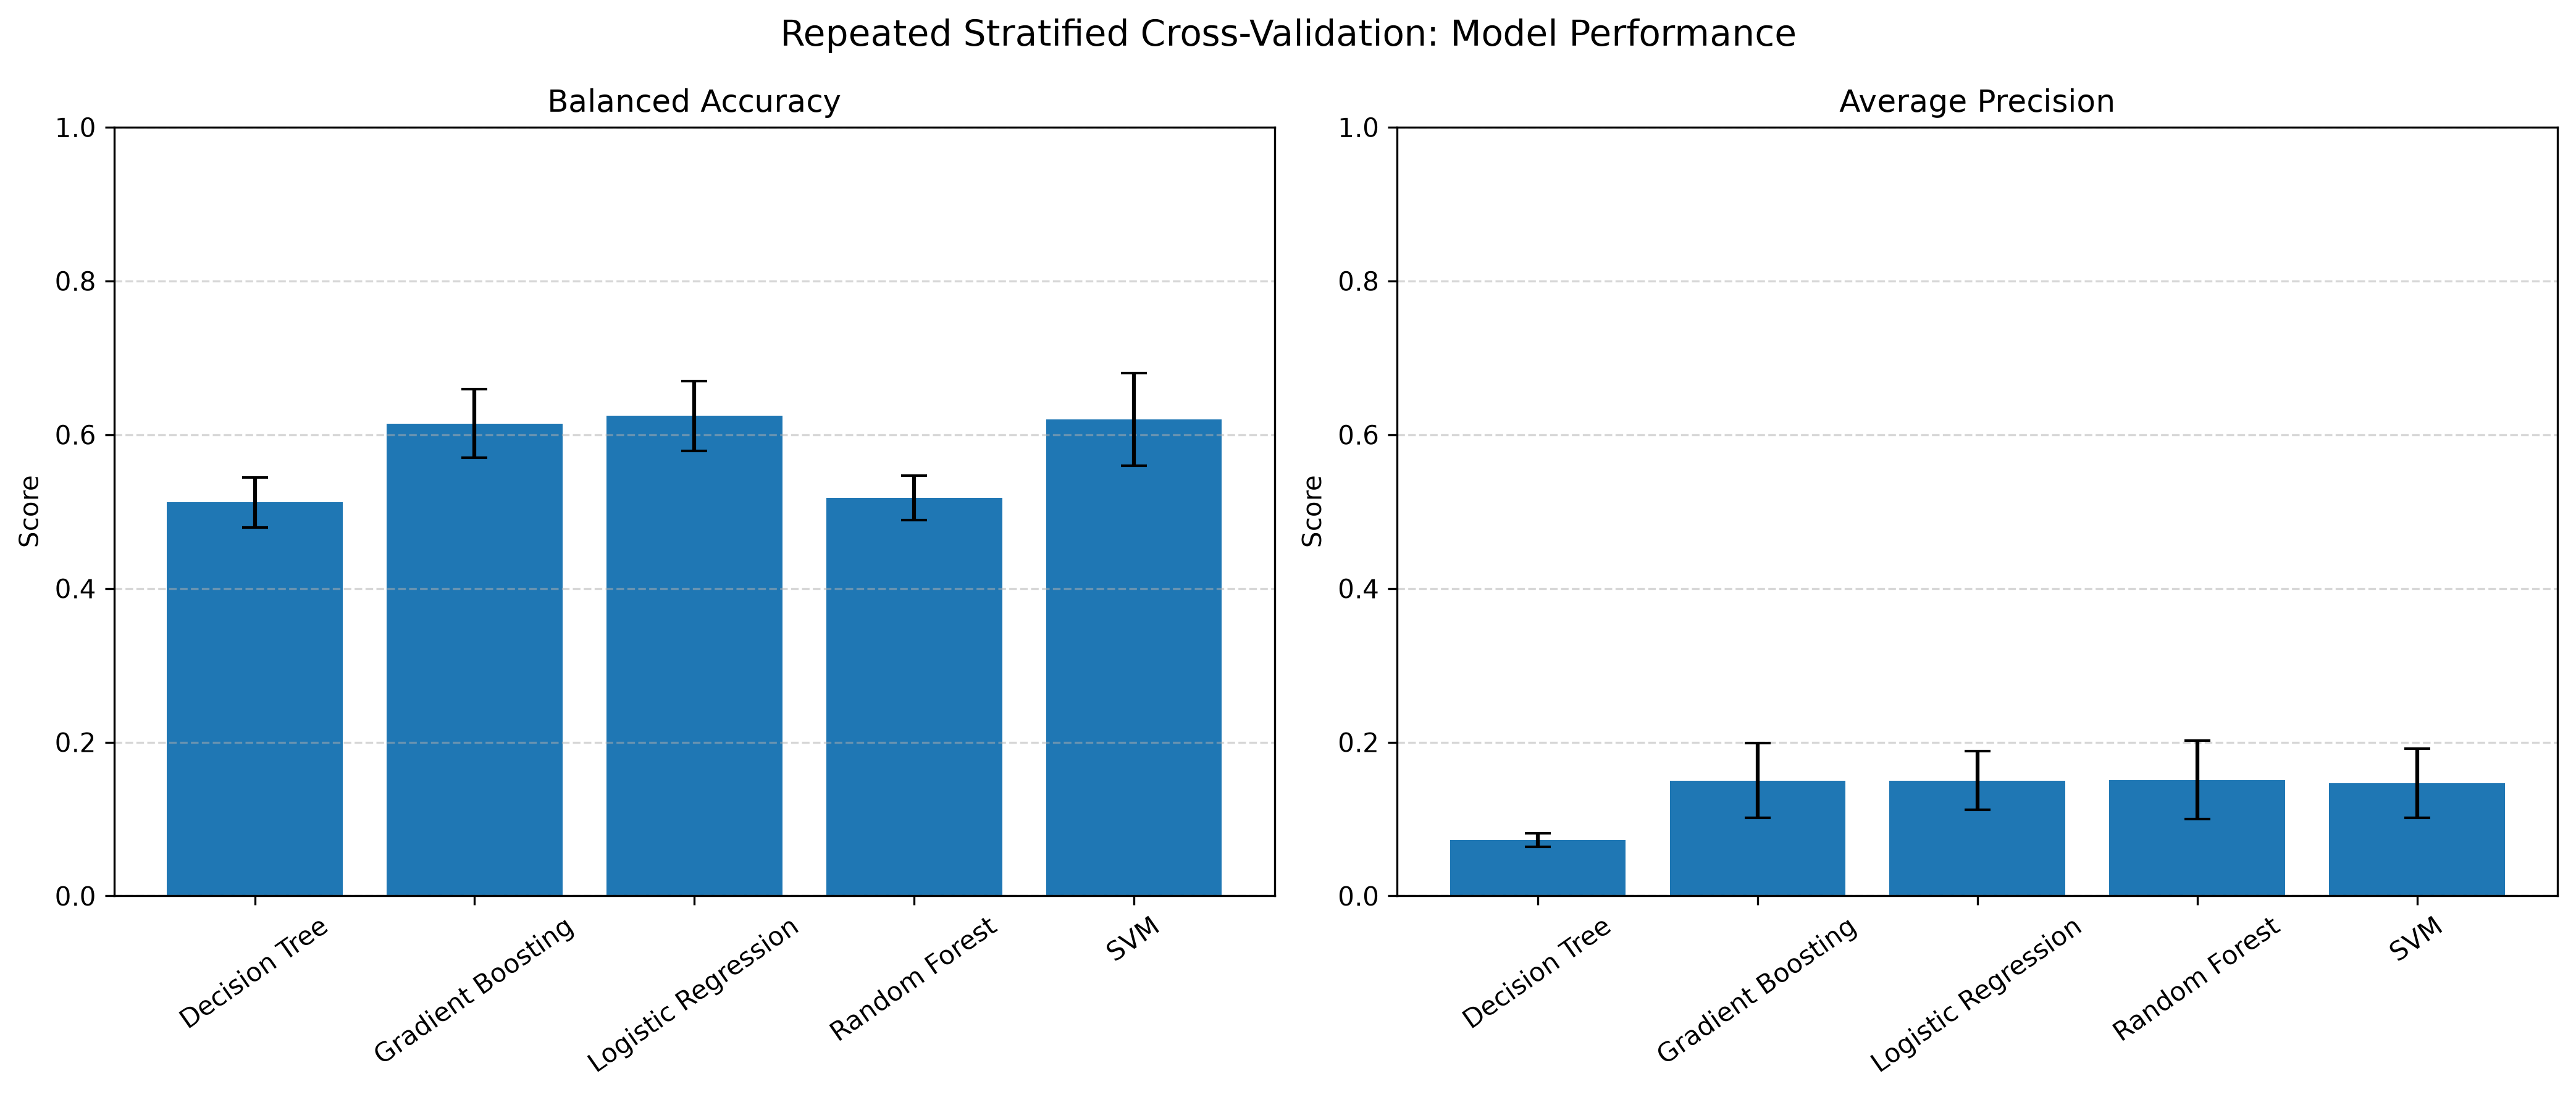 Repeated Stratified Cross-Validation: Model Performance
Balanced Accuracy
Score
1.0
0.8
0.6
0.4
0.2
0.0
Decision Tree
Gradient Boosting
Logistic Regression
Random Forest
SVM
Average Precision
Score
1.0
0.8
0.6
0.4
0.2
0.0
Decision Tree
Gradient Boosting
Logistic Regression
Random Forest
SVM